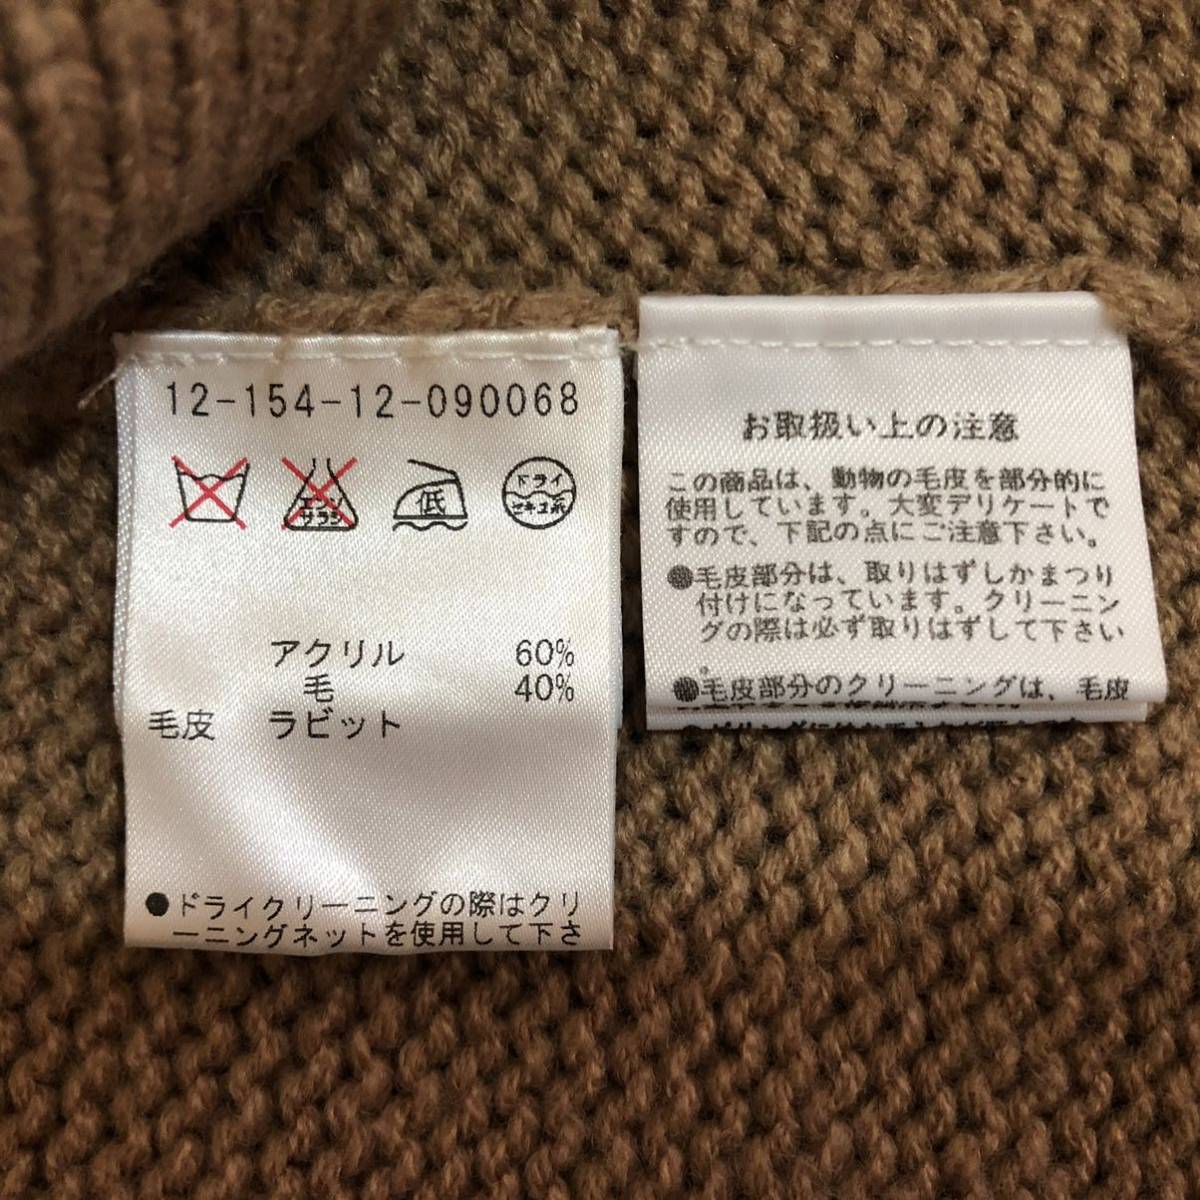 12-154-12-090068
エンソ
サラシ
低
ドライ
セキユ系
アクリル 60%
毛 40%
毛皮 ラビット
●ドライクリーニングの際はクリ
ーニングネットを使用して下さ
お取扱い上の注意
この商品は、動物の毛皮を部分的に
使用しています。大変デリケートで
すので、下記の点にご注意下さい。
●毛皮部分は、取りはずしかまつり
付けになっています。クリーニン
グの際は必ず取りはずして下さい
。
●毛皮部分のクリーニングは、毛皮